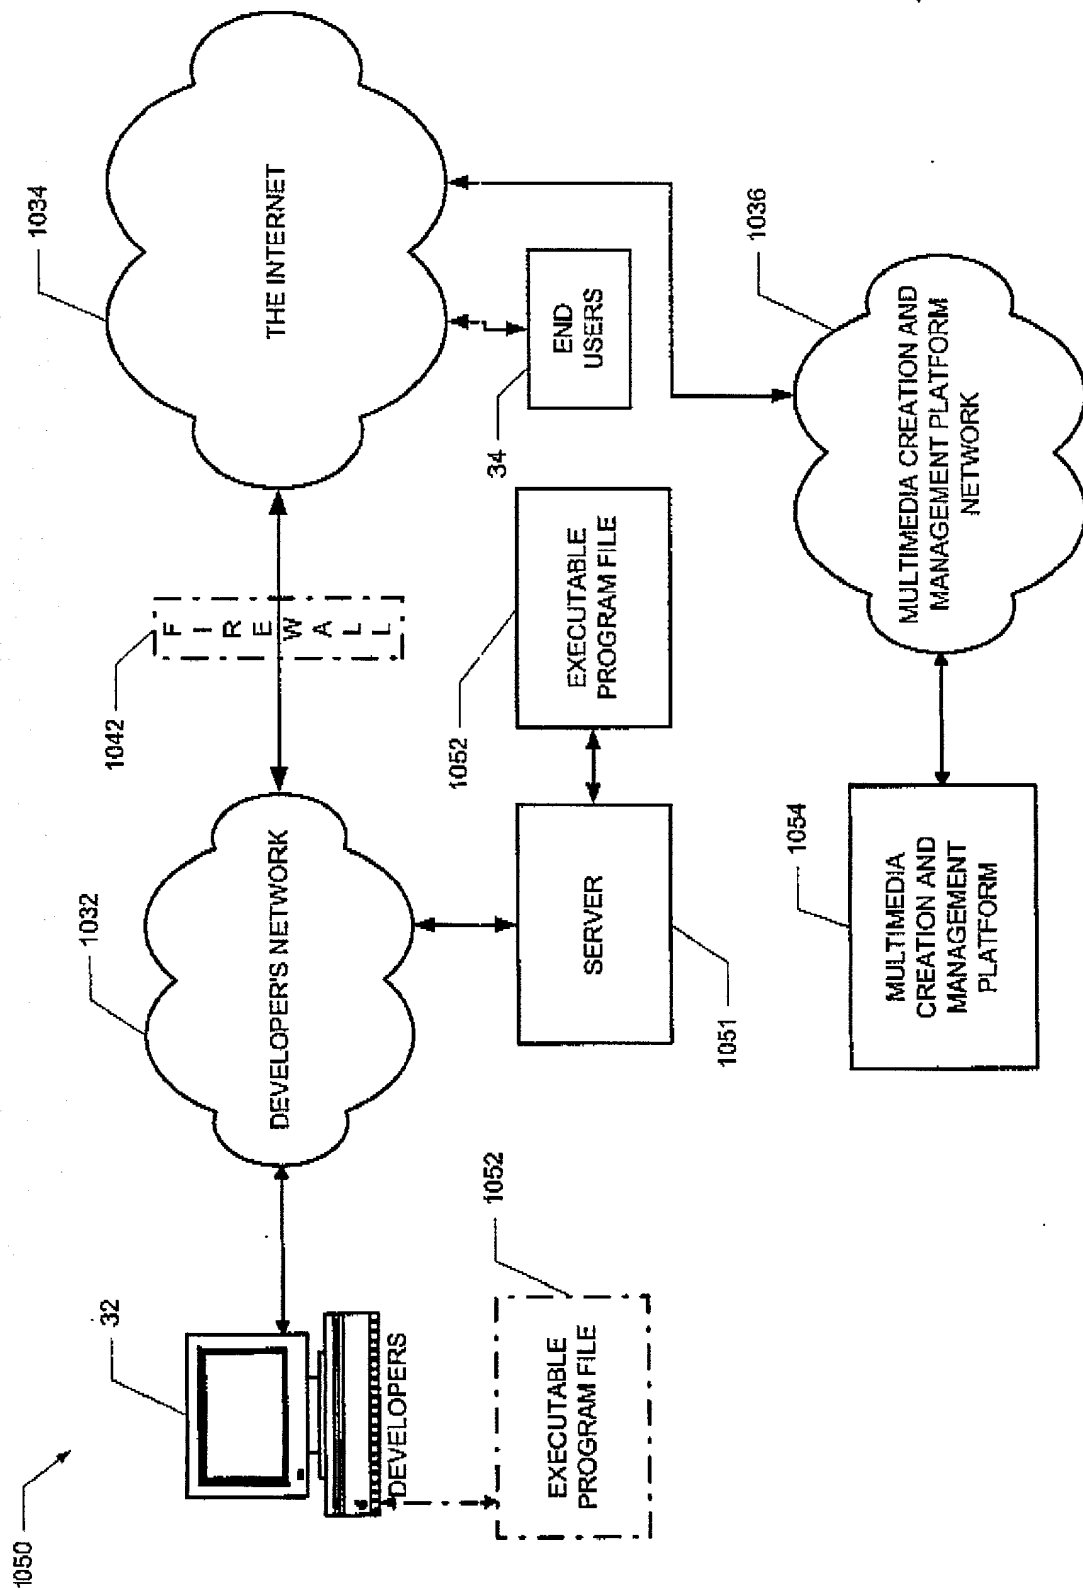 1050
32
DEVELOPERS
1052
EXECUTABLE
PROGRAM FILE
1032
DEVELOPER'S NETWORK
1042
FIREWALL
1034
THE INTERNET
SERVER
1051
1052
EXECUTABLE
PROGRAM FILE
34
END
USERS
1054
MULTIMEDIA
CREATION AND
MANAGEMENT
PLATFORM
1036
MULTIMEDIA CREATION AND
MANAGEMENT PLATFORM
NETWORK